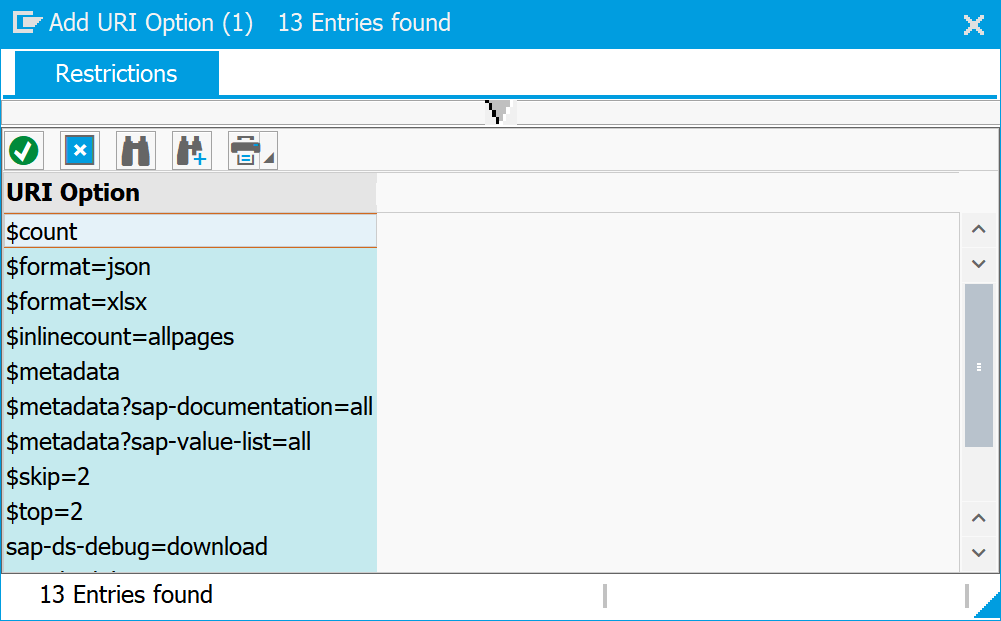 Add URI Option (1) 13 Entries found
Restrictions
URI Option
$count
$format=json
$format=xlsx
$inlinecount=allpages
$metadata
$metadata?sap-documentation=all
$metadata?sap-value-list=all
$skip=2
$top=2
sap-ds-debug=download
13 Entries found